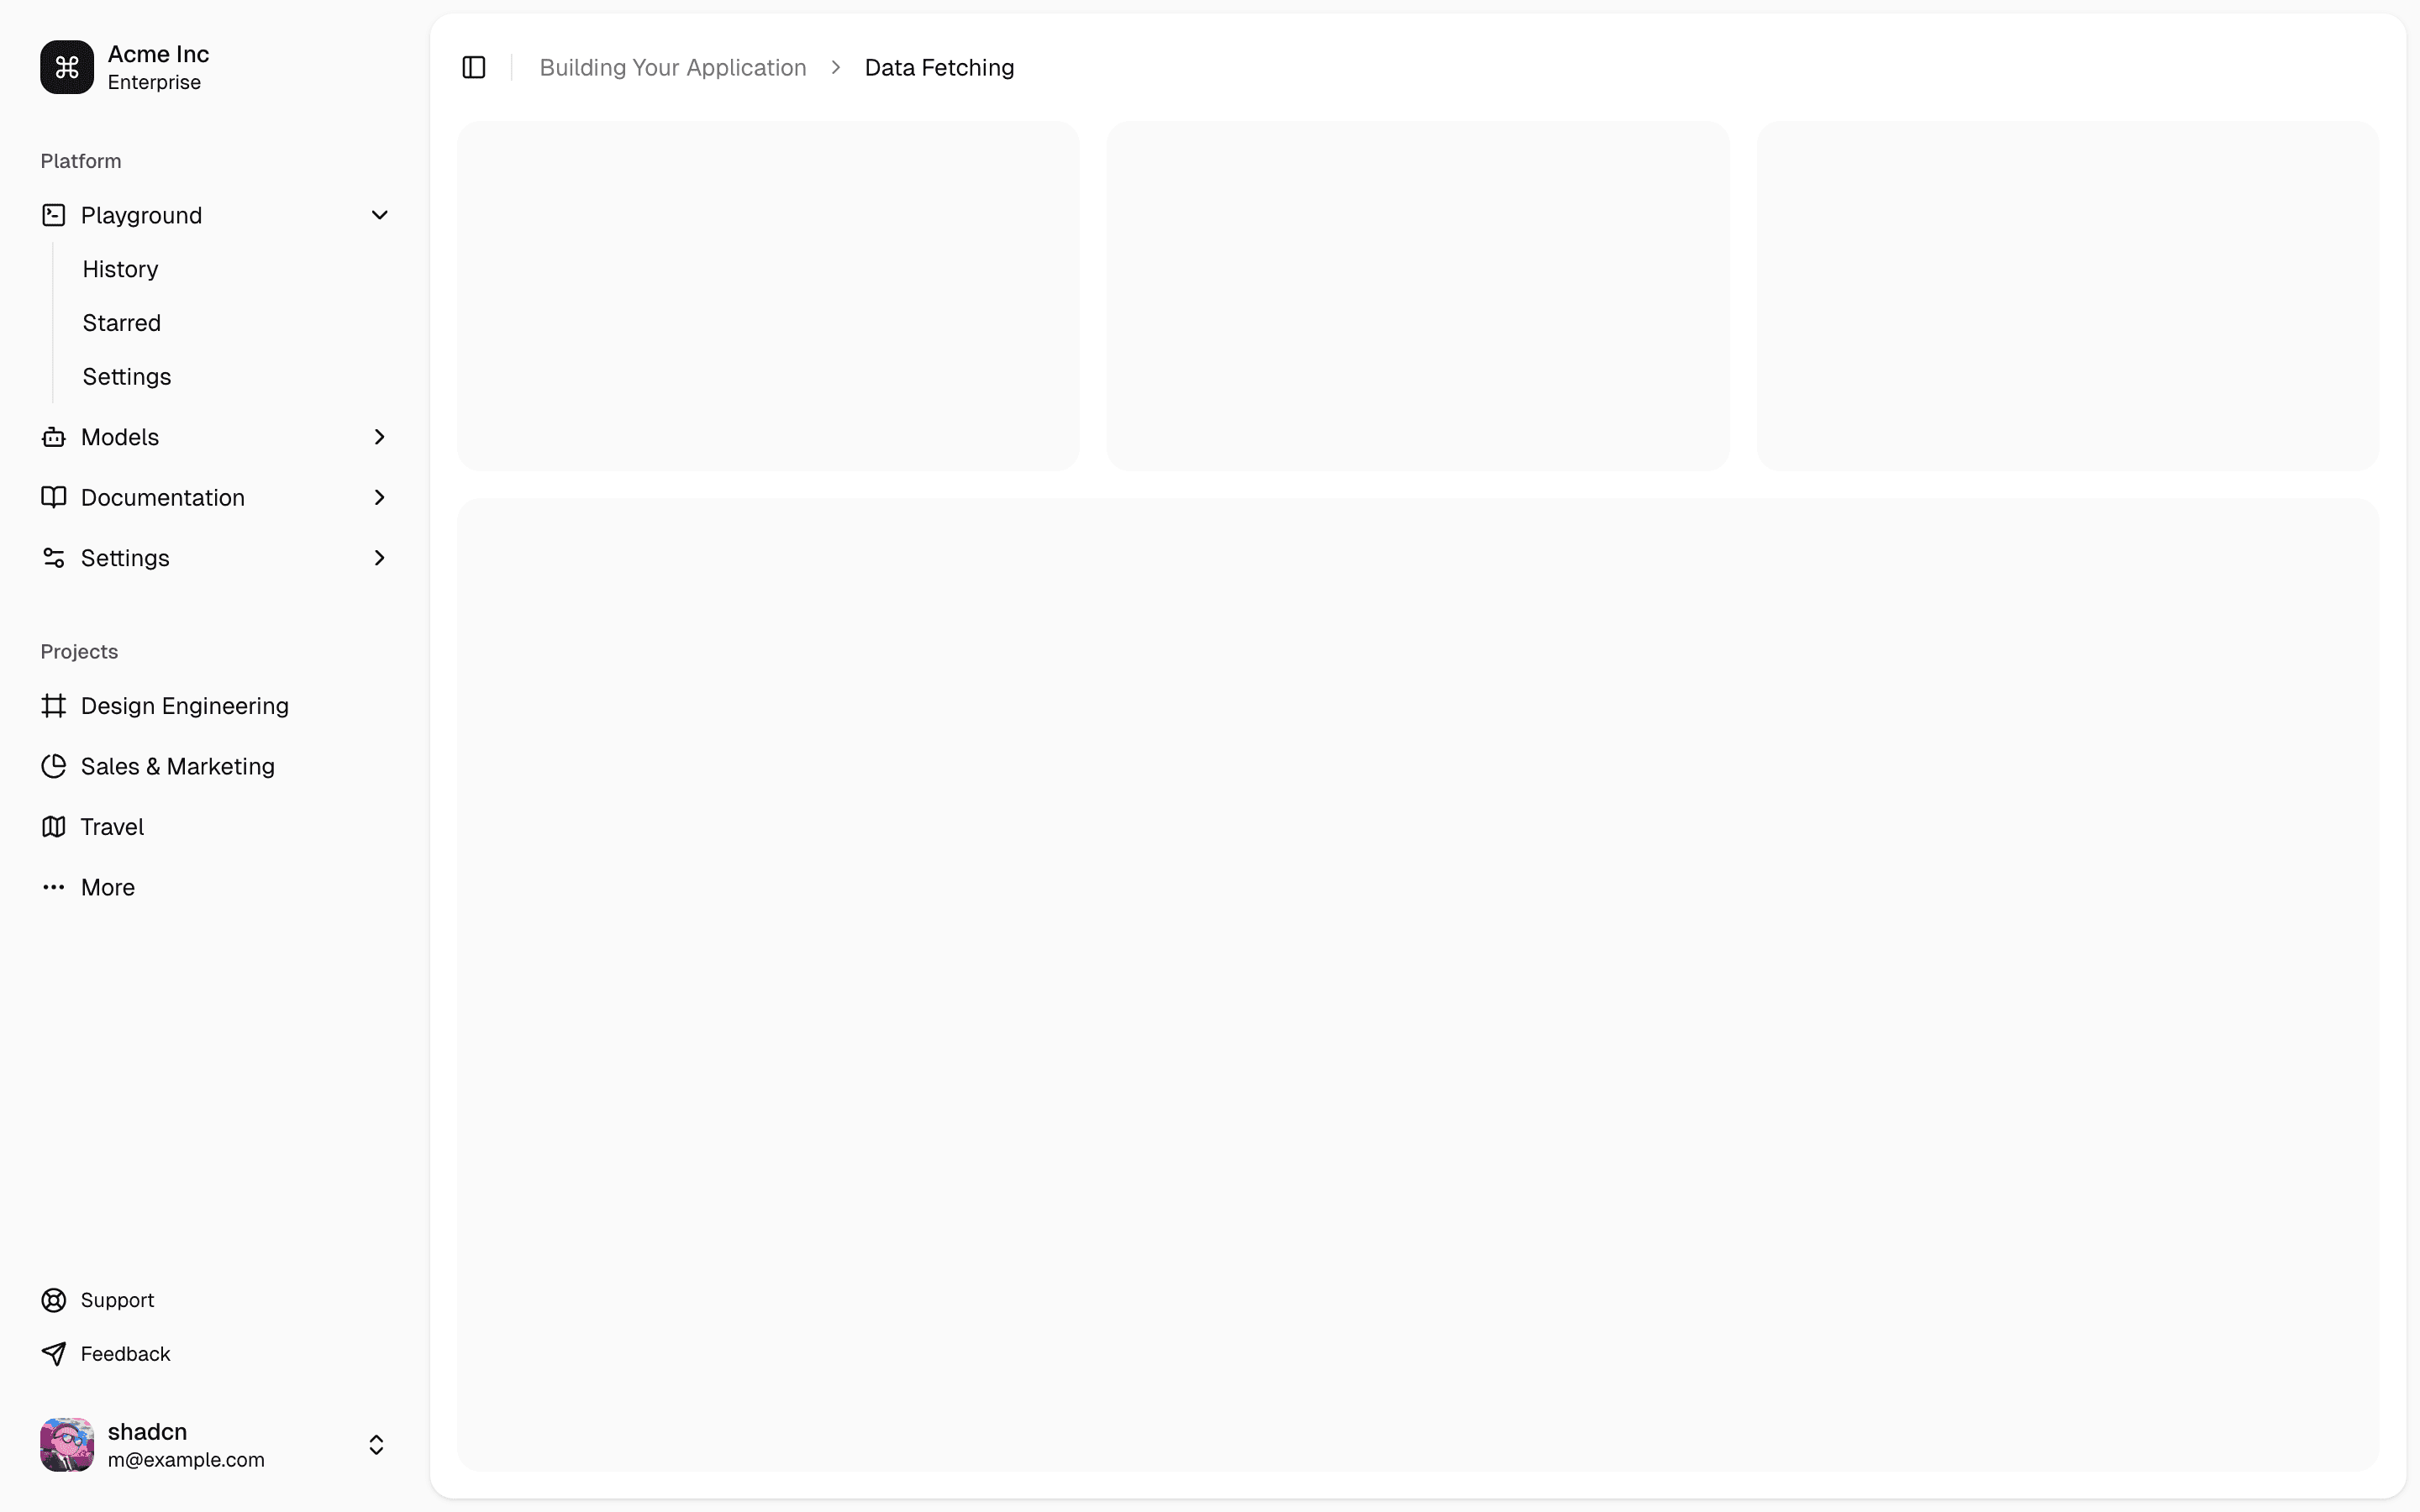 Acme Inc
Enterprise
Platform
Playground
History
Starred
Settings
Models
Documentation
Settings
Projects
Design Engineering
Sales & Marketing
Travel
More
Support
Feedback
shadcn
m@example.com
Building Your Application > Data Fetching